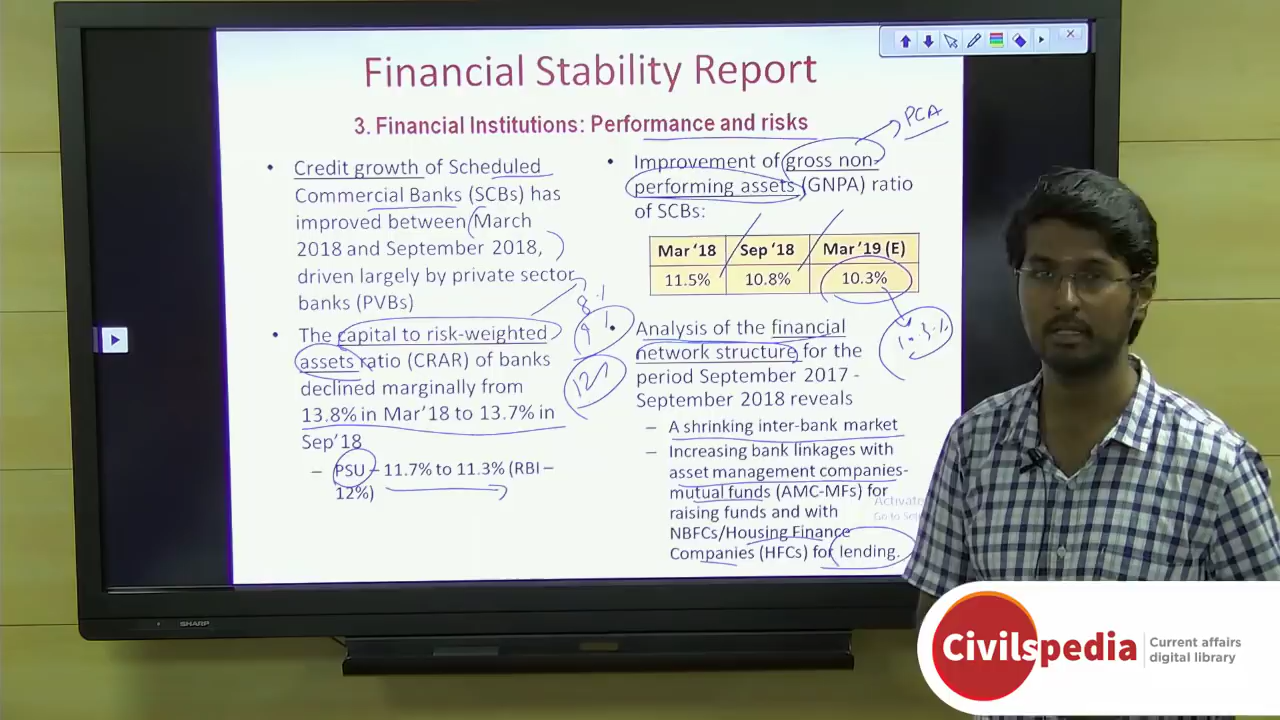 Financial Stability Report
3. Financial Institutions: Performance and risks
• Credit growth of Scheduled
Commercial Banks (SCBs) has
improved between March
2018 and September 2018,
driven largely by private sector
banks (PVBs)
• The capital to risk-weighted
assets ratio (CRAR) of banks
declined marginally from
13.8% in Mar'18 to 13.7% in
Sep'18
– PSU – 11.7% to 11.3% (RBI –
12%)
PCA
• Improvement of gross non-
performing assets (GNPA) ratio
of SCBs:
Mar '18 Sep '18 Mar '19 (E)
11.5% 10.8% 10.3%
10.3%
8%
9%
12%
• Analysis of the financial
network structure for the
period September 2017 -
September 2018 reveals
– A shrinking inter-bank market
– Increasing bank linkages with
asset management companies-
mutual funds (AMC-MFs) for
raising funds and with
NBFCs/Housing Finance
Companies (HFCs) for lending.
Activate
Go to Set
SHARP
Civilspedia
Current affairs
digital library